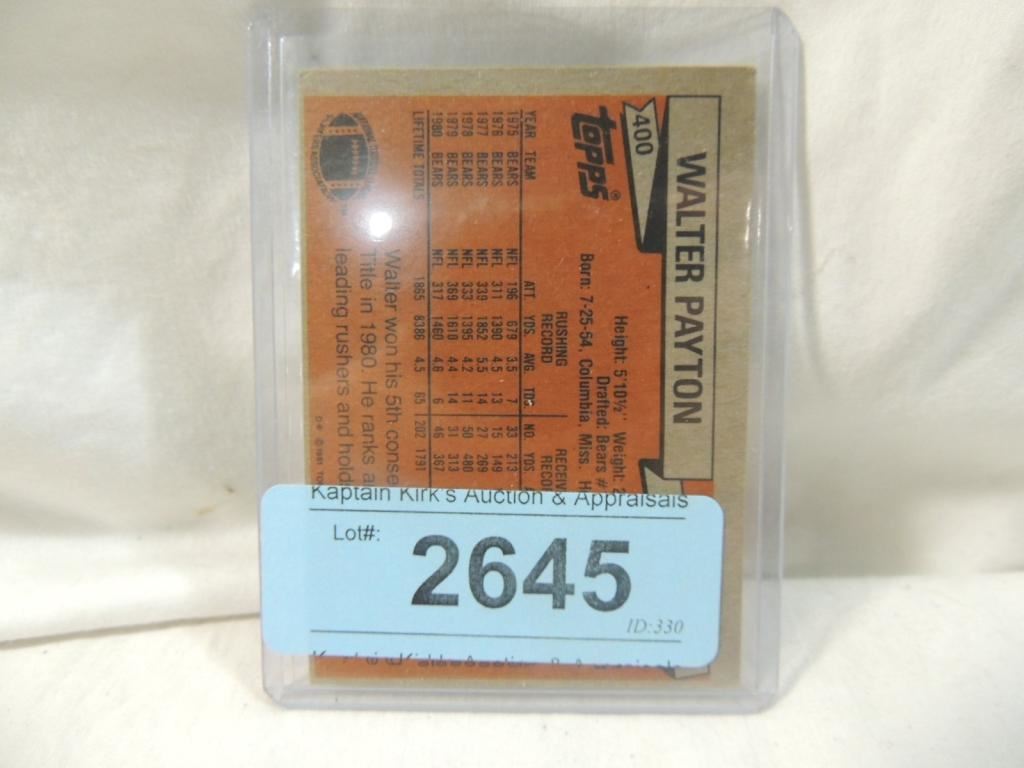 WALTER PAYTON
400
topps®
Height: 5'10½" Weight: 2
Drafted: Bears #
Born: 7-25-54, Columbia, Miss. H
RUSHING RECEIV
RECORD RECO
YEAR TEAM ATT. YDS. AVG. TDS. NO. YDS. A
1975 BEARS NFL 196 679 3.5 7 33 213
1976 BEARS NFL 311 1390 4.5 13 15 149
1977 BEARS NFL 339 1852 5.5 14 27 269
1978 BEARS NFL 333 1395 4.2 11 50 480
1979 BEARS NFL 369 1610 4.4 14 31 313
1980 BEARS NFL 317 1460 4.6 6 46 367
LIFETIME TOTALS 1865 8386 4.5 65 202 1791
Walter won his 5th conse
Title in 1980. He ranks a
leading rushers and hold
©1981 TO
Kaptain Kirk's Auction & Appraisals
Lot#:
2645
ID:330